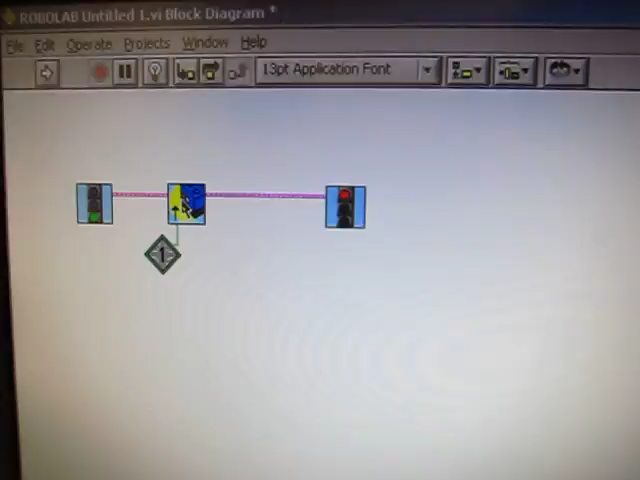 ROBOLAB Untitled 1.vi Block Diagram *
File Edit Operate Projects Window Help
13pt Application Font
1